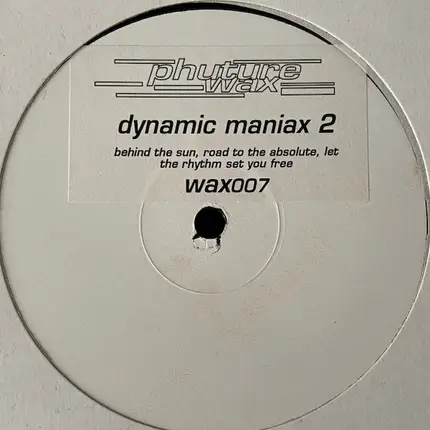 phuture
wax
dynamic maniax 2
behind the sun, road to the absolute, let
the rhythm set you free
wax007